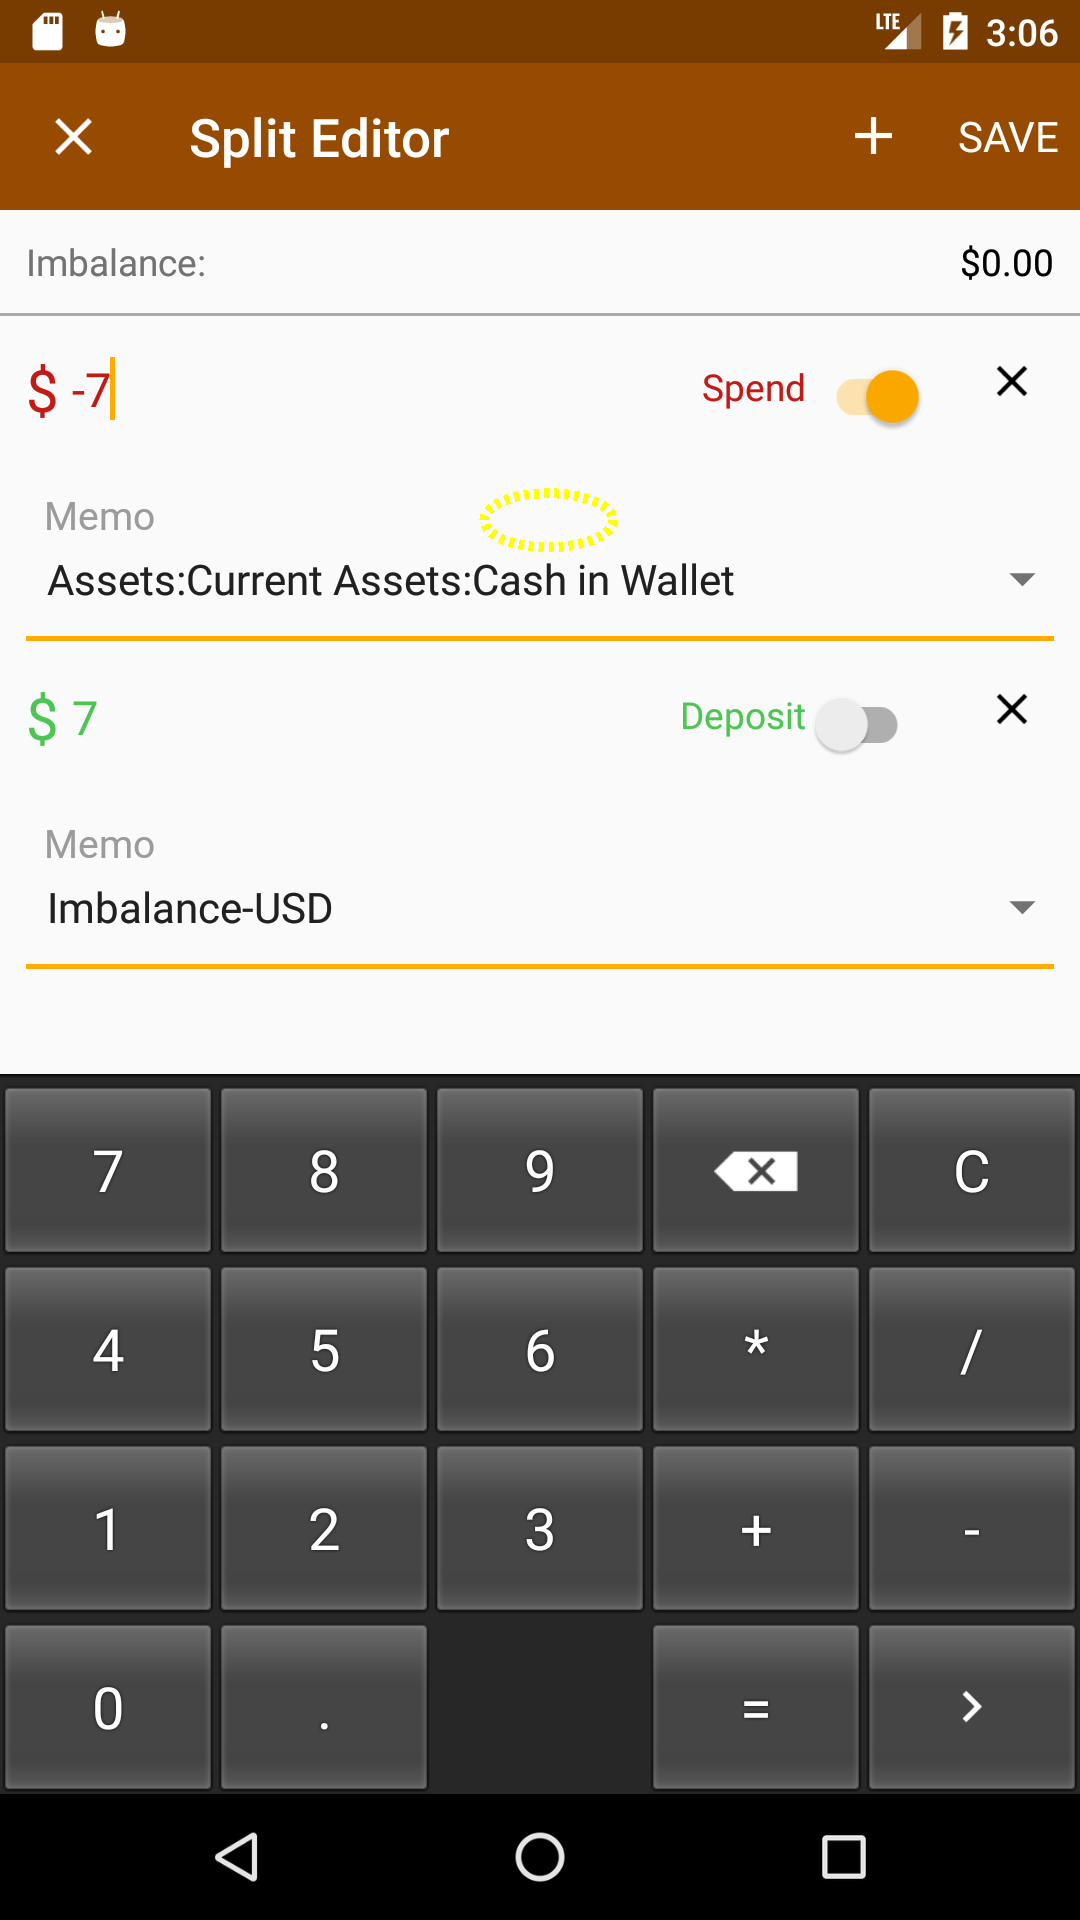 LTE 3:06
Split Editor + SAVE
Imbalance: $0.00
$ -7 Spend
Memo
Assets:Current Assets:Cash in Wallet
$ 7 Deposit
Memo
Imbalance-USD
7 8 9 C
4 5 6 * /
1 2 3 + -
0 . = >